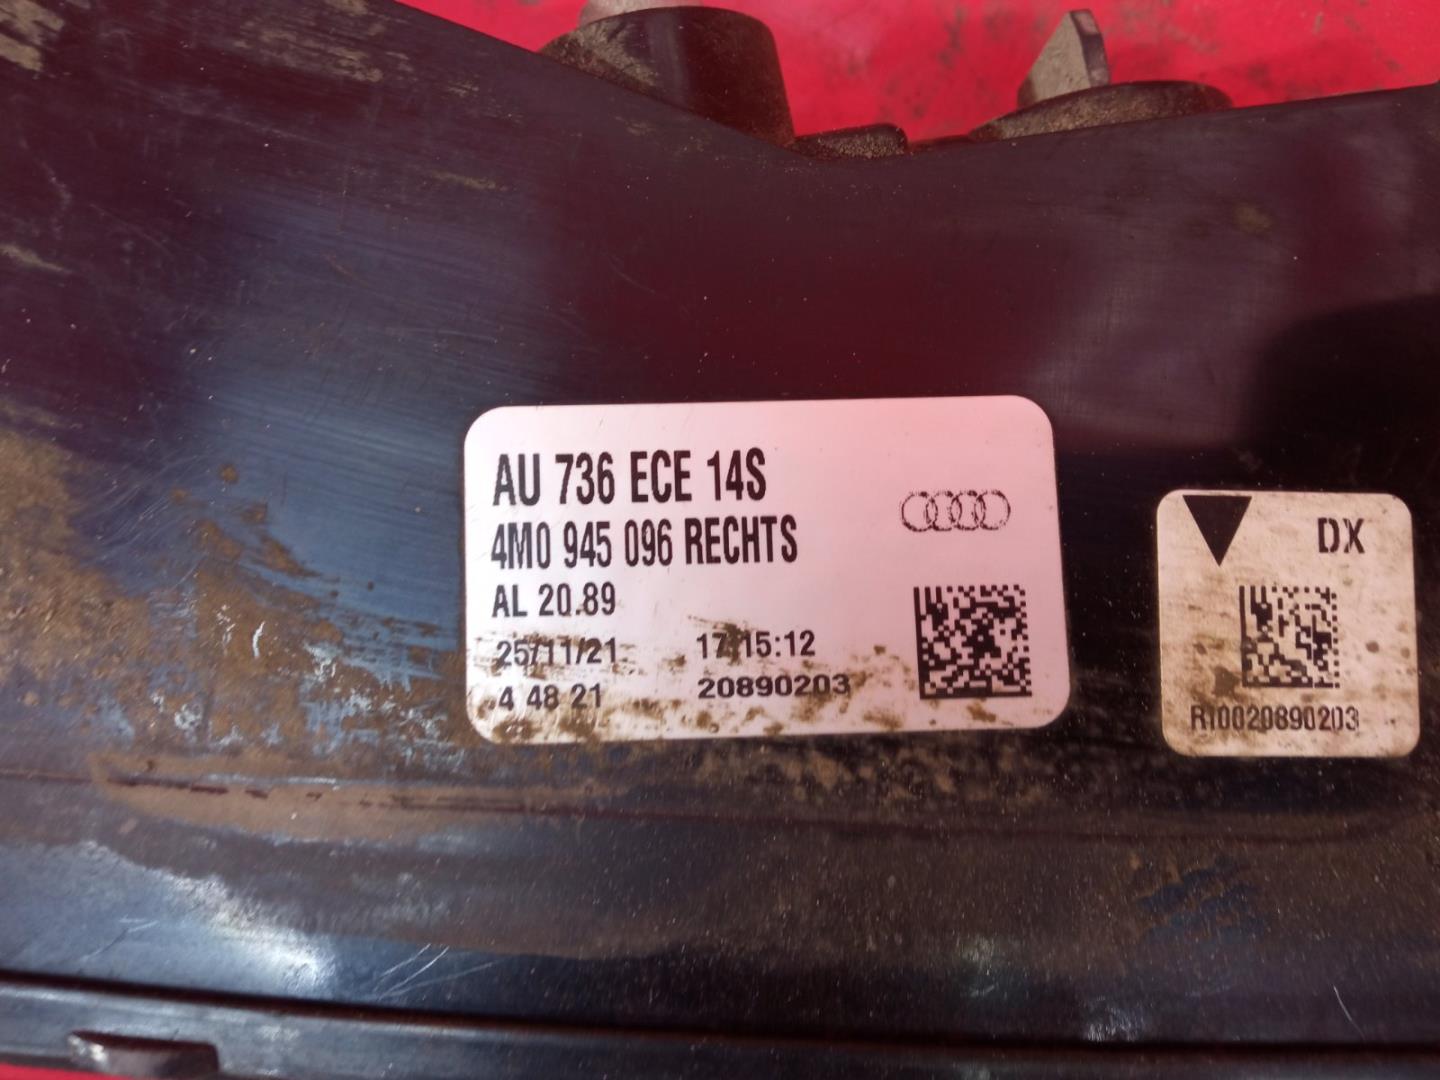 AU 736 ECE 14S
4M0 945 096 RECHTS
AL 20.89
25/11/21 17:15:12
4 48 21 20890203
DX
R10020890203